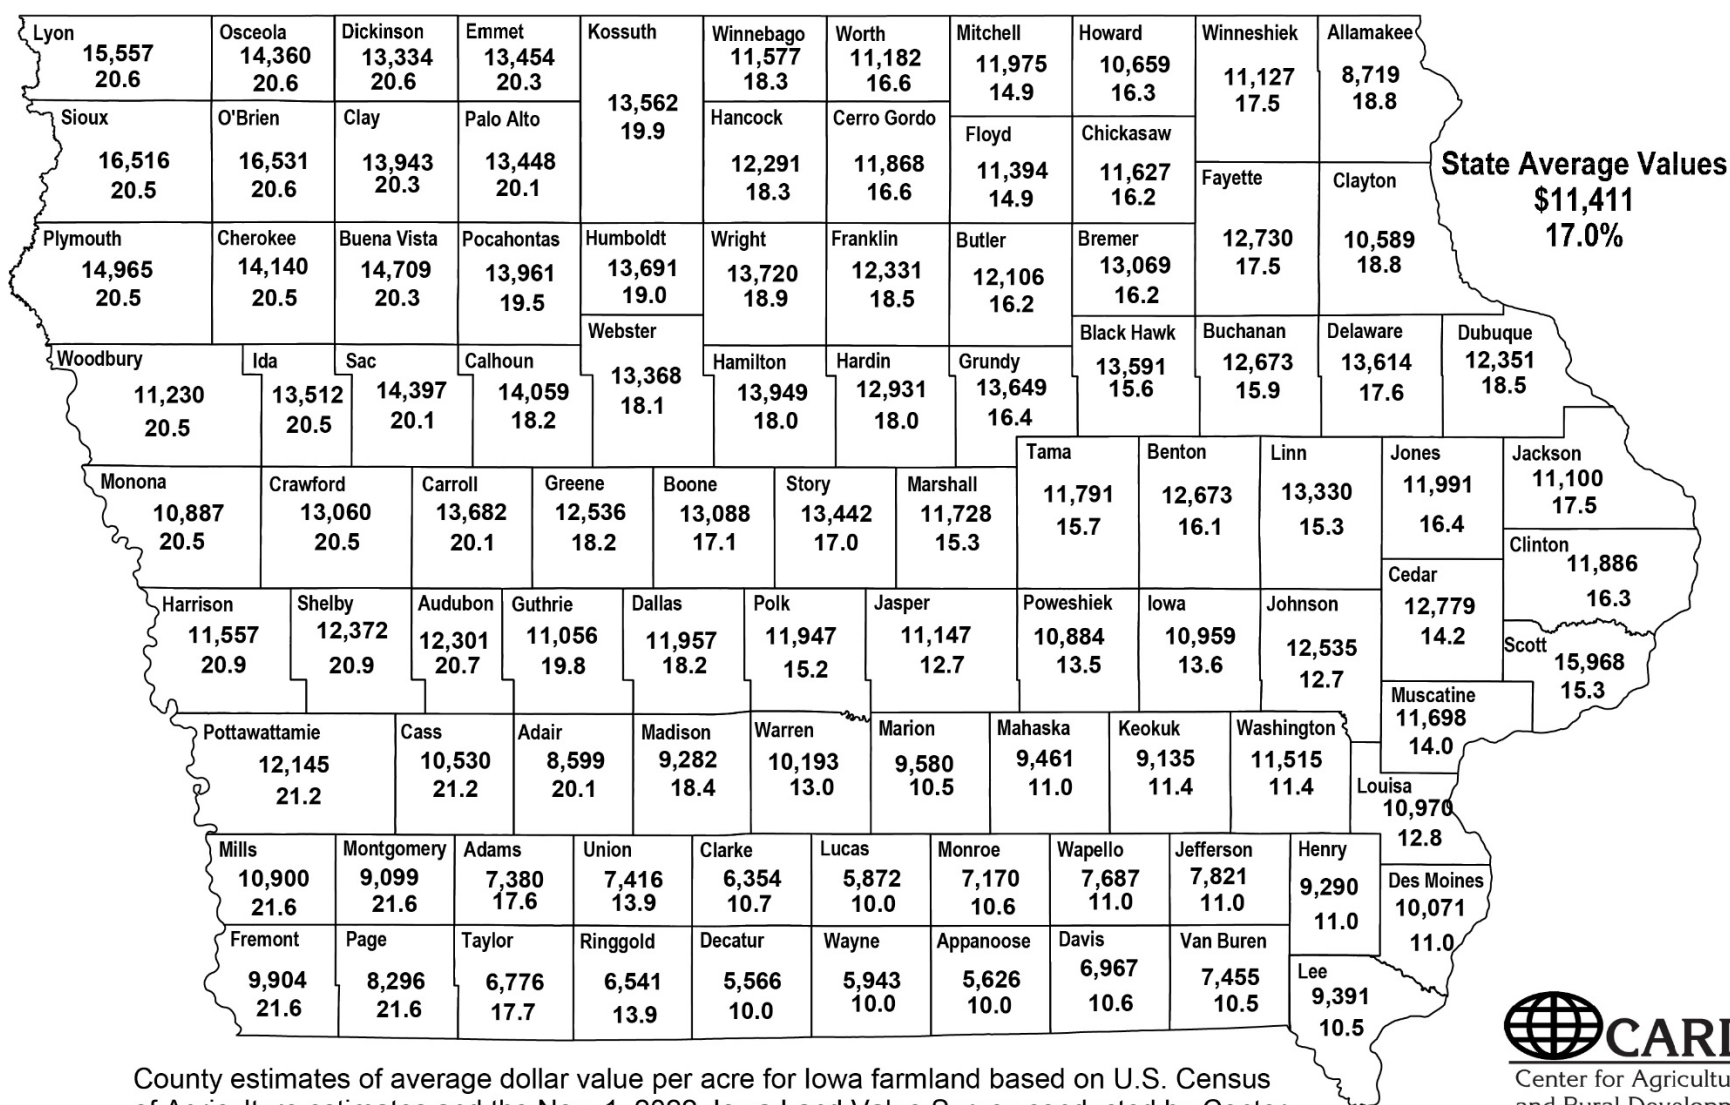 Lyon
15,557
20.6
Osceola
14,360
20.6
Dickinson
13,334
20.6
Emmet
13,454
20.3
Kossuth
13,562
19.9
Winnebago
11,577
18.3
Worth
11,182
16.6
Mitchell
11,975
14.9
Howard
10,659
16.3
Winneshiek
11,127
17.5
Allamakee
8,719
18.8
Sioux
16,516
20.5
O'Brien
16,531
20.6
Clay
13,943
20.3
Palo Alto
13,448
20.1
Hancock
12,291
18.3
Cerro Gordo
11,868
16.6
Floyd
11,394
14.9
Chickasaw
11,627
16.2
Fayette
12,730
17.5
Clayton
10,589
18.8
State Average Values
$11,411
17.0%
Plymouth
14,965
20.5
Cherokee
14,140
20.5
Buena Vista
14,709
20.3
Pocahontas
13,961
19.5
Humboldt
13,691
19.0
Wright
13,720
18.9
Franklin
12,331
18.5
Butler
12,106
16.2
Bremer
13,069
16.2
Woodbury
11,230
20.5
Ida
13,512
20.5
Sac
14,397
20.1
Calhoun
14,059
18.2
Webster
13,368
18.1
Hamilton
13,949
18.0
Hardin
12,931
18.0
Grundy
13,649
16.4
Black Hawk
13,591
15.6
Buchanan
12,673
15.9
Delaware
13,614
17.6
Dubuque
12,351
18.5
Monona
10,887
20.5
Crawford
13,060
20.5
Carroll
13,682
20.1
Greene
12,536
18.2
Boone
13,088
17.1
Story
13,442
17.0
Marshall
11,728
15.3
Tama
11,791
15.7
Benton
12,673
16.1
Linn
13,330
15.3
Jones
11,991
16.4
Jackson
11,100
17.5
Clinton
11,886
16.3
Cedar
12,779
14.2
Harrison
11,557
20.9
Shelby
12,372
20.9
Audubon
12,301
20.7
Guthrie
11,056
19.8
Dallas
11,957
18.2
Polk
11,947
15.2
Jasper
11,147
12.7
Poweshiek
10,884
13.5
Iowa
10,959
13.6
Johnson
12,535
12.7
Scott
15,968
15.3
Muscatine
11,698
14.0
Pottawattamie
12,145
21.2
Cass
10,530
21.2
Adair
8,599
20.1
Madison
9,282
18.4
Warren
10,193
13.0
Marion
9,580
10.5
Mahaska
9,461
11.0
Keokuk
9,135
11.4
Washington
11,515
11.4
Louisa
10,970
12.8
Mills
10,900
21.6
Montgomery
9,099
21.6
Adams
7,380
17.6
Union
7,416
13.9
Clarke
6,354
10.7
Lucas
5,872
10.0
Monroe
7,170
10.6
Wapello
7,687
11.0
Jefferson
7,821
11.0
Henry
9,290
11.0
Des Moines
10,071
11.0
Fremont
9,904
21.6
Page
8,296
21.6
Taylor
6,776
17.7
Ringgold
6,541
13.9
Decatur
5,566
10.0
Wayne
5,943
10.0
Appanoose
5,626
10.0
Davis
6,967
10.6
Van Buren
7,455
10.5
Lee
9,391
10.5
CARD
Center for Agricultu
and Rural Developm
County estimates of average dollar value per acre for Iowa farmland based on U.S. Census
of Agriculture estimates and the Nov. 1, 2022, Iowa Land Value Survey conducted by Center